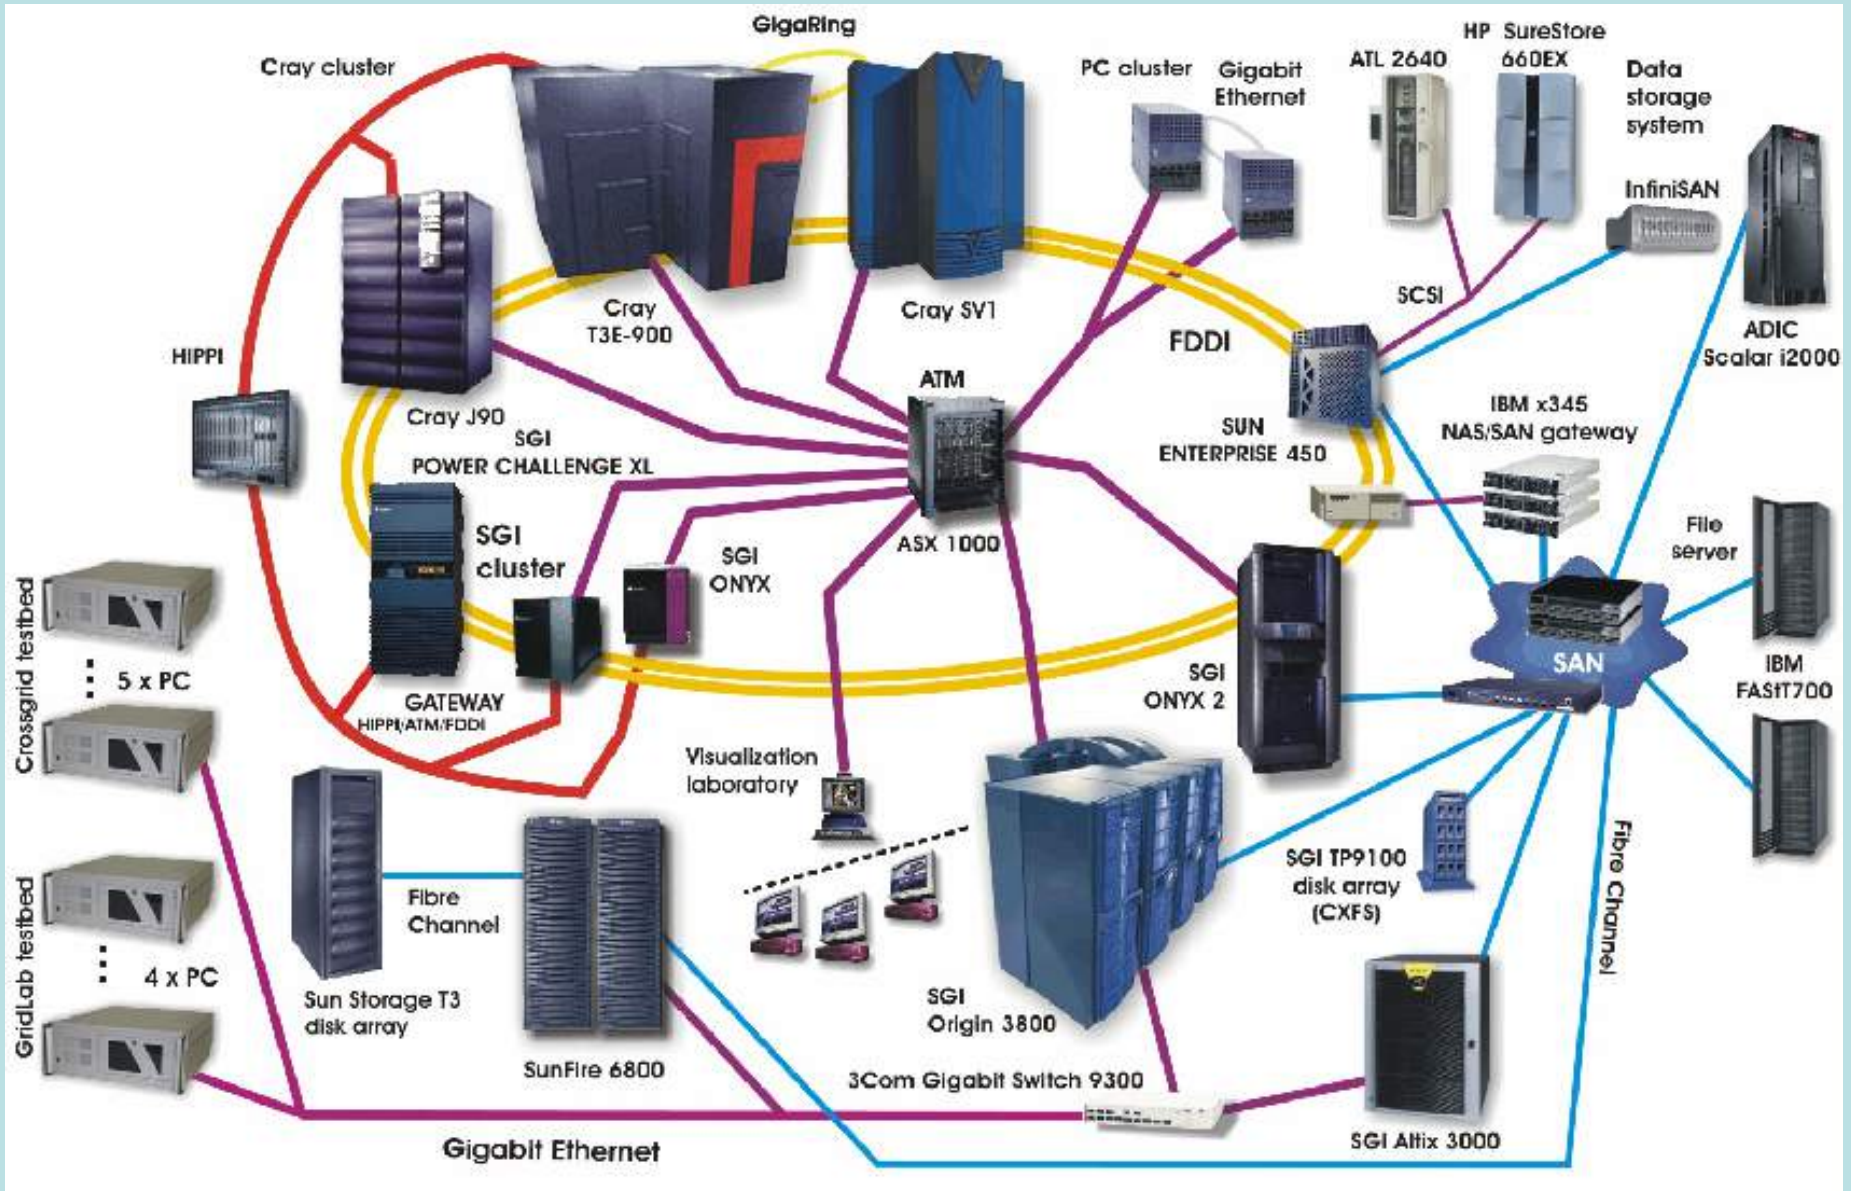 GigaRing
Cray cluster
HP SureStore
660EX
ATL 2640
PC cluster
Gigabit
Ethernet
Data
storage
system
InfiniSAN
SCSI
Cray
T3E-900
Cray SV1
FDDI
ADIC
Scalar i2000
HIPPI
ATM
Cray J90
IBM x345
NAS/SAN gateway
SUN
ENTERPRISE 450
SGI
POWER CHALLENGE XL
SGI
cluster
ASX 1000
SGI
ONYX
File
server
Crossgrid testbed
5 x PC
SAN
IBM
FAStT700
SGI
ONYX 2
GATEWAY
HIPPI/ATM/FDDI
Visualization
laboratory
Fibre Channel
SGI TP9100
disk array
(CXFS)
Fibre
Channel
GridLab testbed
4 x PC
Sun Storage T3
disk array
SGI
Origin 3800
SunFire 6800
3Com Gigabit Switch 9300
SGI Altix 3000
Gigabit Ethernet